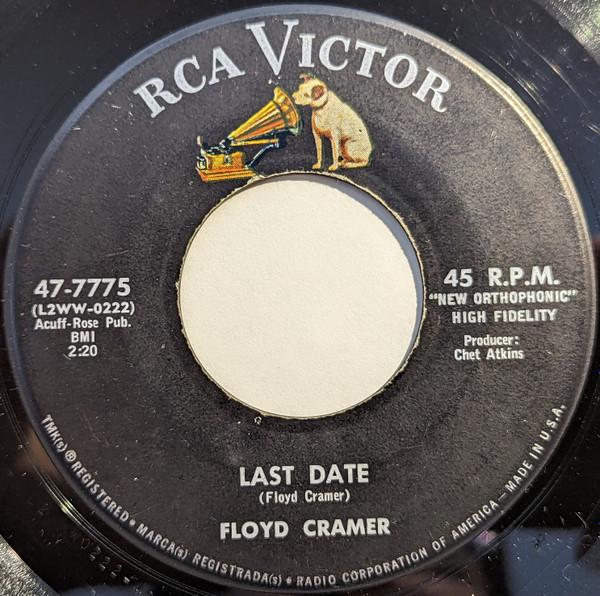 RCA VICTOR
47-7775
(L2WW-0222)
Acuff-Rose Pub.
BMI
2:20
45 R.P.M.
"NEW ORTHOPHONIC"
HIGH FIDELITY
Producer:
Chet Atkins
LAST DATE
(Floyd Cramer)
FLOYD CRAMER
TMK(s) ® REGISTERED • MARCA(s) REGISTRADA(s) • RADIO CORPORATION OF AMERICA — MADE IN U.S.A.